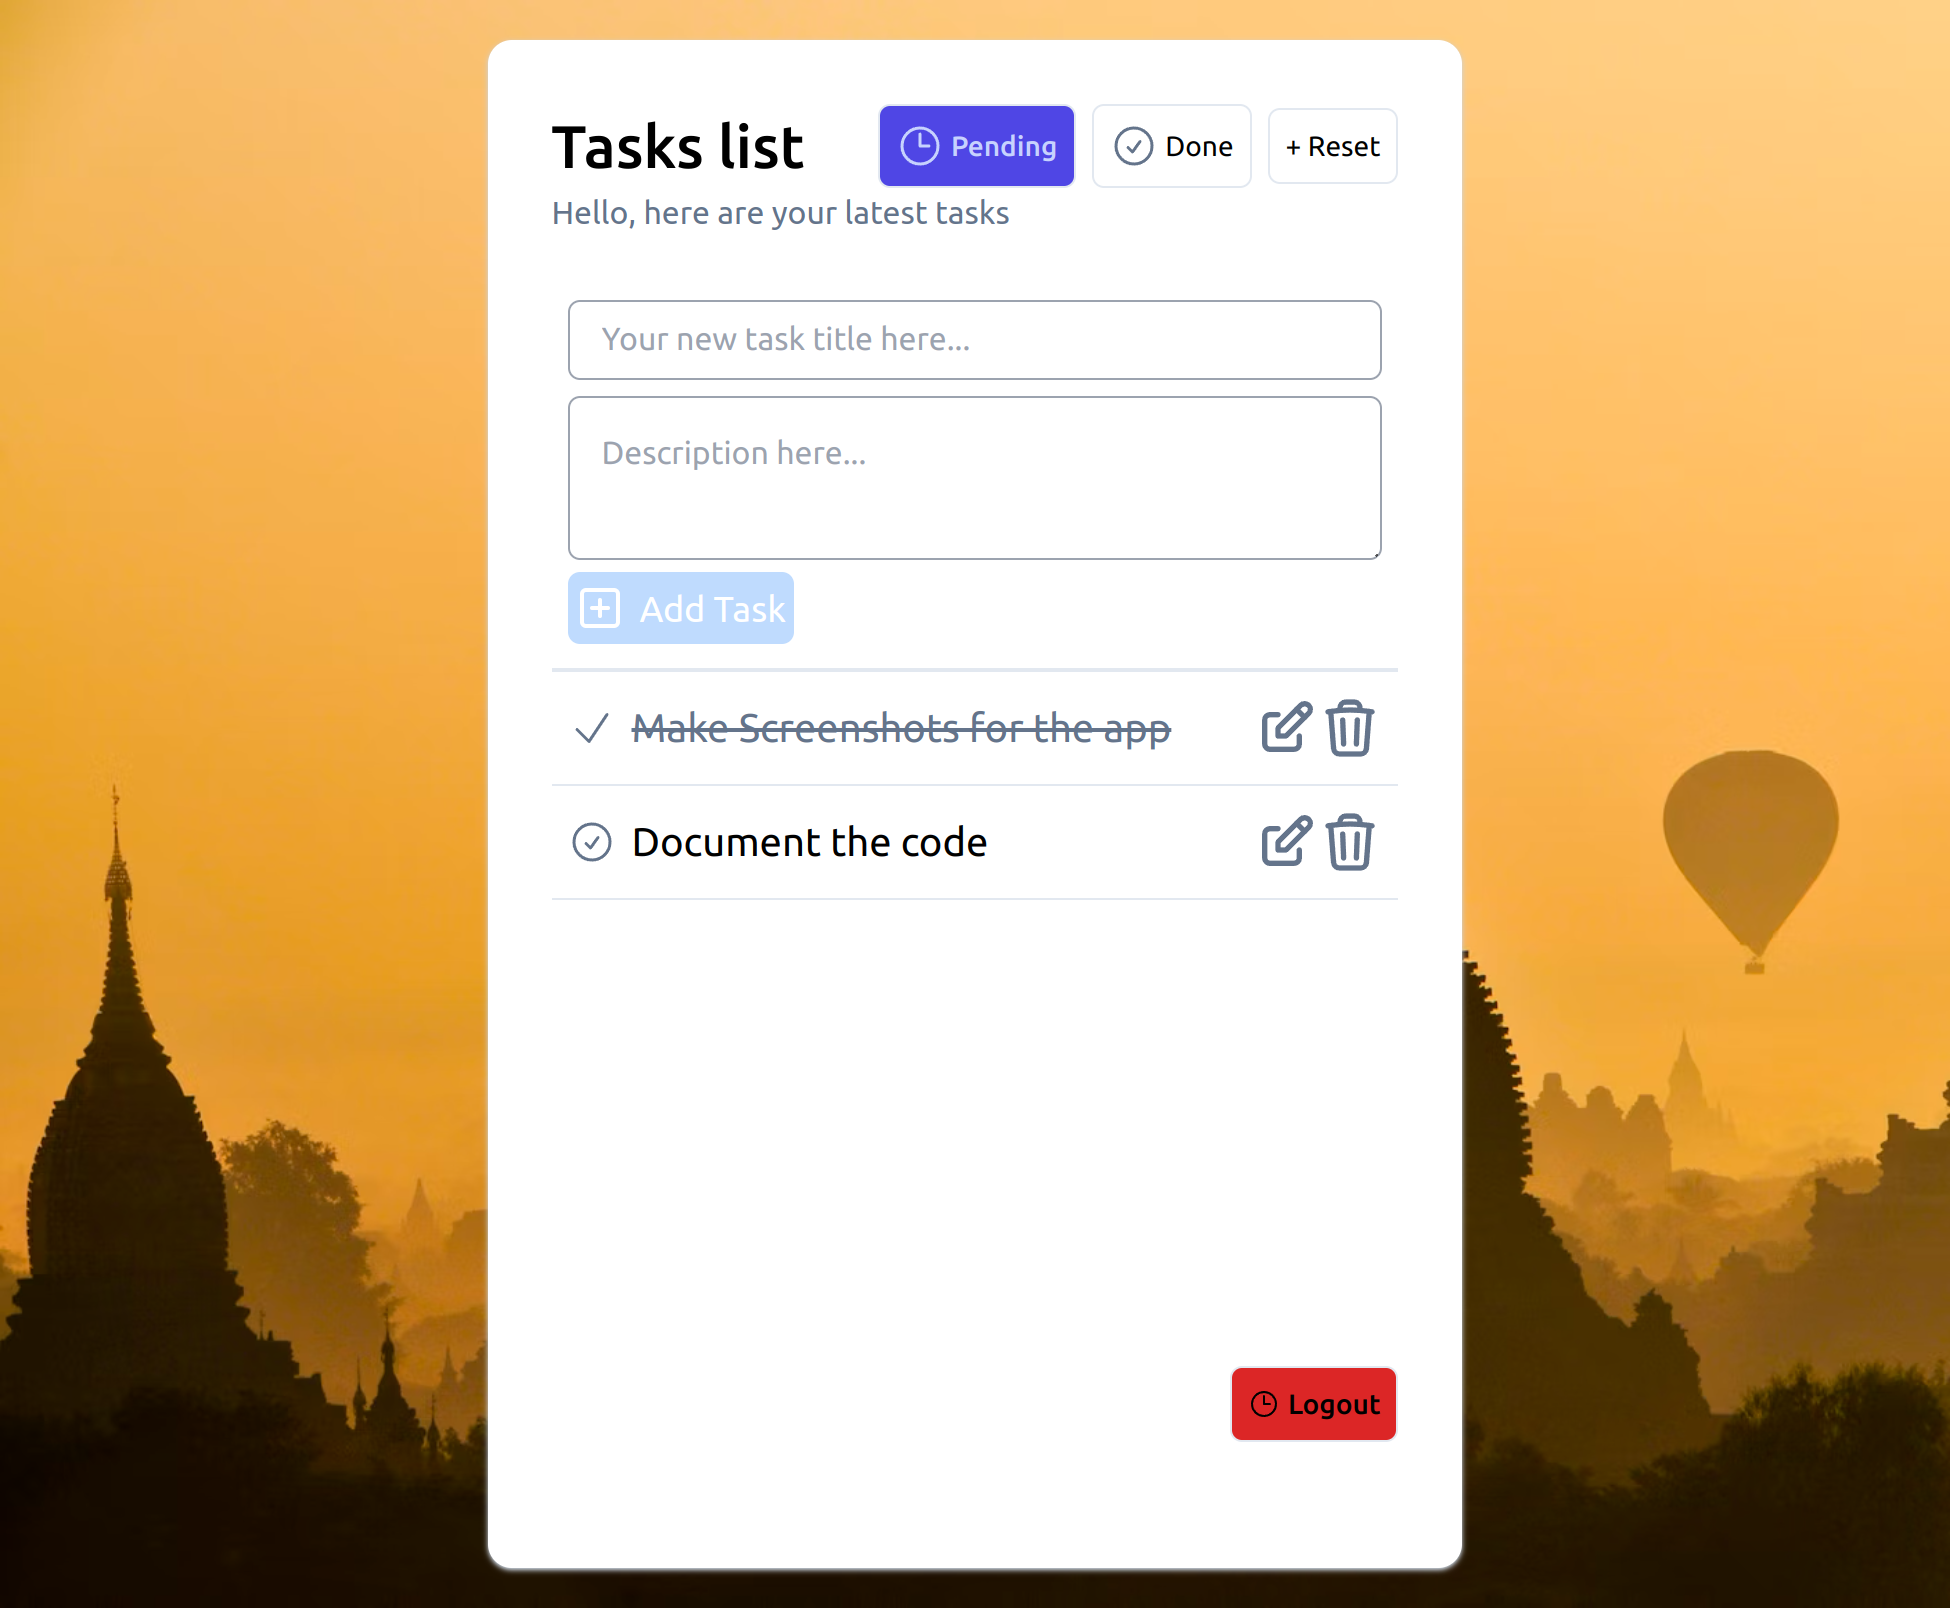 Tasks list
Pending
Done
+ Reset
Hello, here are your latest tasks
Your new task title here...
Description here...
Add Task
Make Screenshots for the app
Document the code
Logout